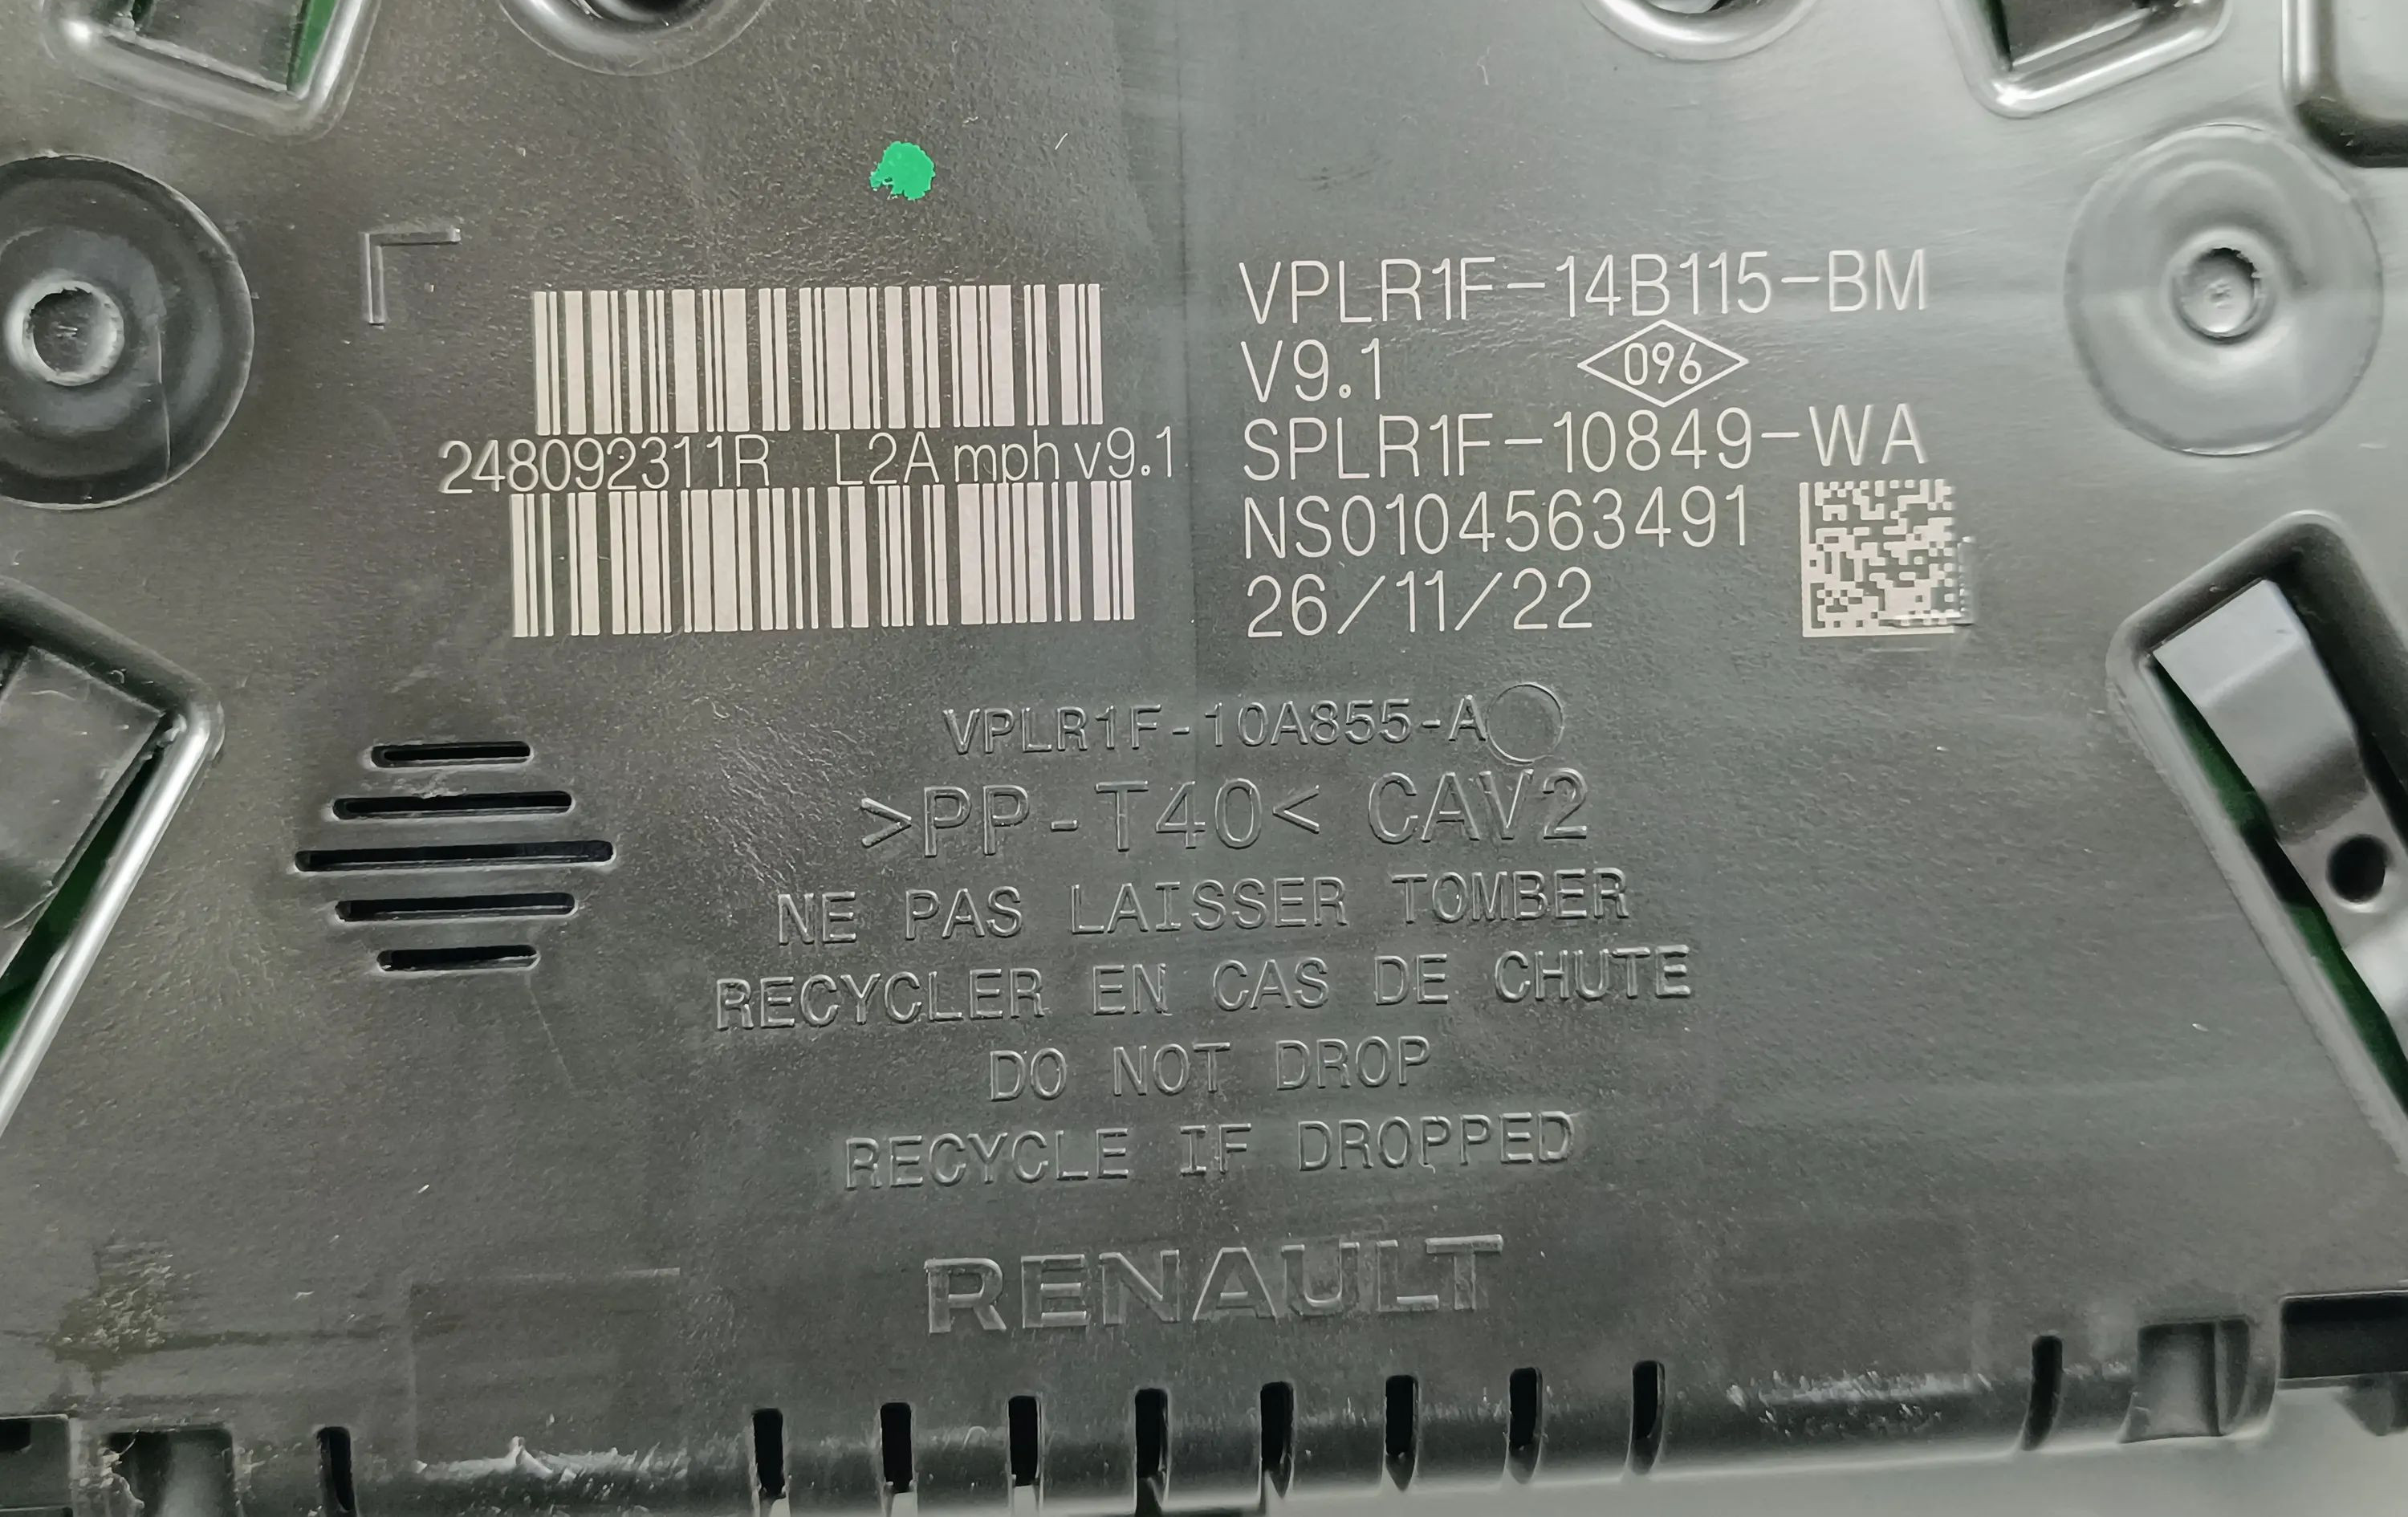 248092311R L2A mph v9.1
VPLR1F-14B115-BM
V9.1 096
SPLR1F-10849-WA
NS0104563491
26/11/22
VPLR1F-10A855-A
>PP-T40< CAV2
NE PAS LAISSER TOMBER
RECYCLER EN CAS DE CHUTE
DO NOT DROP
RECYCLE IF DROPPED
RENAULT